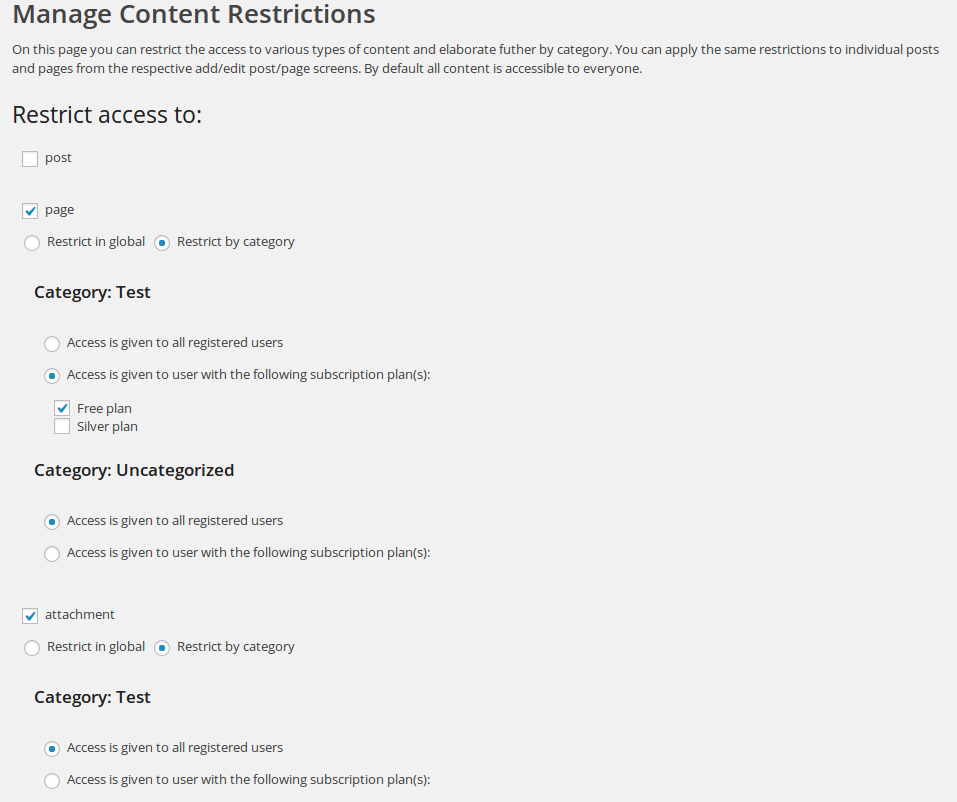 Manage Content Restrictions
On this page you can restrict the access to various types of content and elaborate futher by category. You can apply the same restrictions to individual posts
and pages from the respective add/edit post/page screens. By default all content is accessible to everyone.
Restrict access to:
post
page
Restrict in global Restrict by category
Category: Test
Access is given to all registered users
Access is given to user with the following subscription plan(s):
Free plan
Silver plan
Category: Uncategorized
Access is given to all registered users
Access is given to user with the following subscription plan(s):
attachment
Restrict in global Restrict by category
Category: Test
Access is given to all registered users
Access is given to user with the following subscription plan(s):